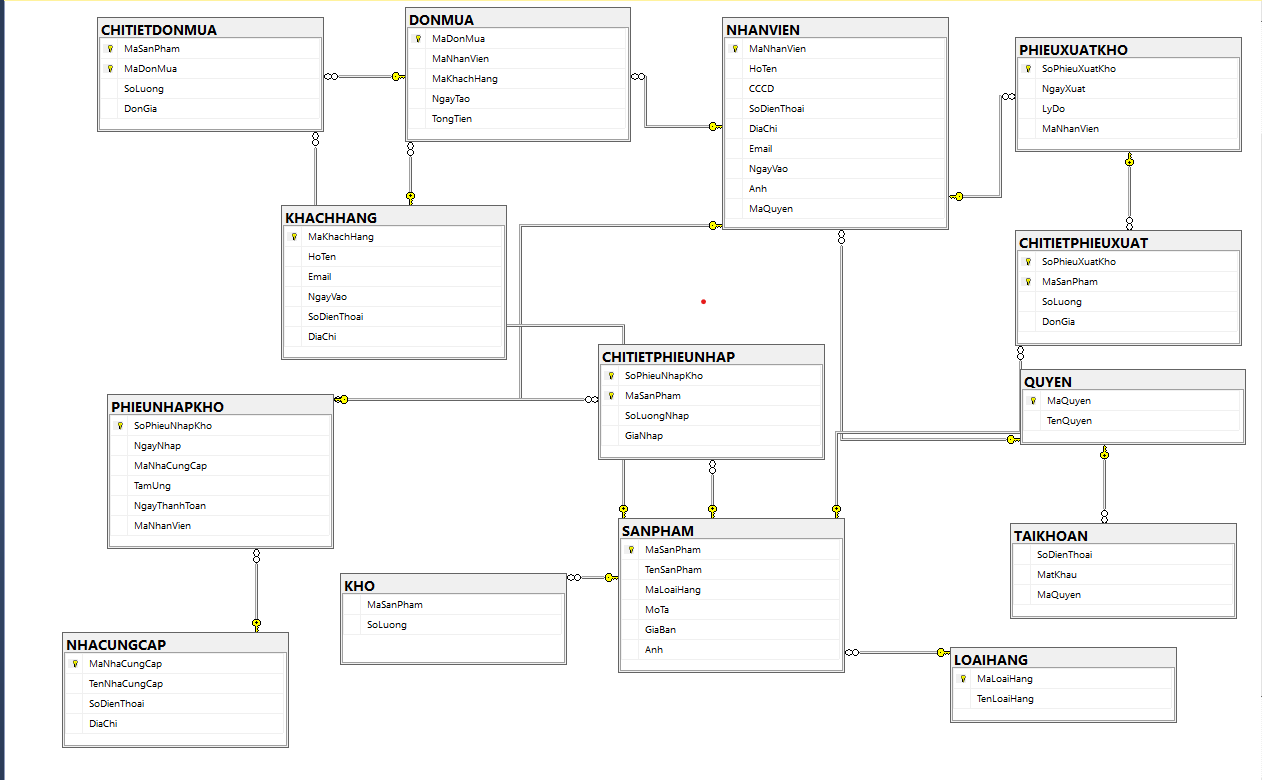 CHITIETDONMUA
MaSanPham
MaDonMua
SoLuong
DonGia
DONMUA
MaDonMua
MaNhanVien
MaKhachHang
NgayTao
TongTien
NHANVIEN
MaNhanVien
HoTen
CCCD
SoDienThoai
DiaChi
Email
NgayVao
Anh
MaQuyen
PHIEUXUATKHO
SoPhieuXuatKho
NgayXuat
LyDo
MaNhanVien
KHACHHANG
MaKhachHang
HoTen
Email
NgayVao
SoDienThoai
DiaChi
CHITIETPHIEUXUAT
SoPhieuXuatKho
MaSanPham
SoLuong
DonGia
CHITIETPHIEUNHAP
SoPhieuNhapKho
MaSanPham
SoLuongNhap
GiaNhap
QUYEN
MaQuyen
TenQuyen
PHIEUNHAPKHO
SoPhieuNhapKho
NgayNhap
MaNhaCungCap
TamUng
NgayThanhToan
MaNhanVien
SANPHAM
MaSanPham
TenSanPham
MaLoaiHang
MoTa
GiaBan
Anh
TAIKHOAN
SoDienThoai
MatKhau
MaQuyen
KHO
MaSanPham
SoLuong
NHACUNGCAP
MaNhaCungCap
TenNhaCungCap
SoDienThoai
DiaChi
LOAIHANG
MaLoaiHang
TenLoaiHang